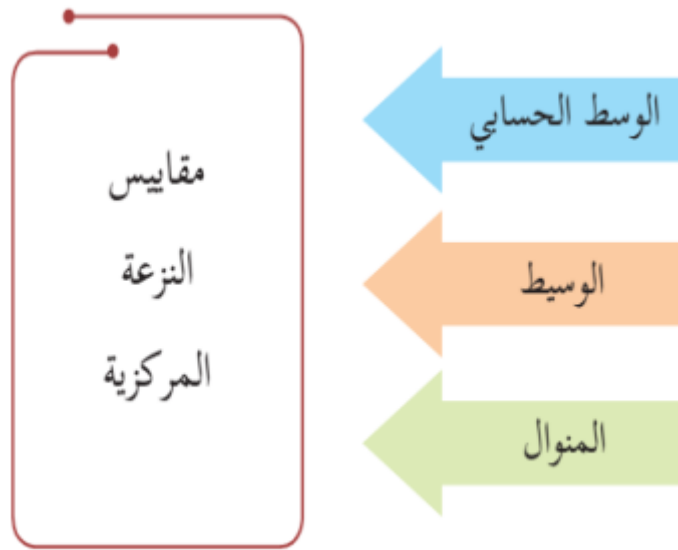 الوسط الحسابي
الوسيط
المنوال
مقاييس
النزعة
المركزية